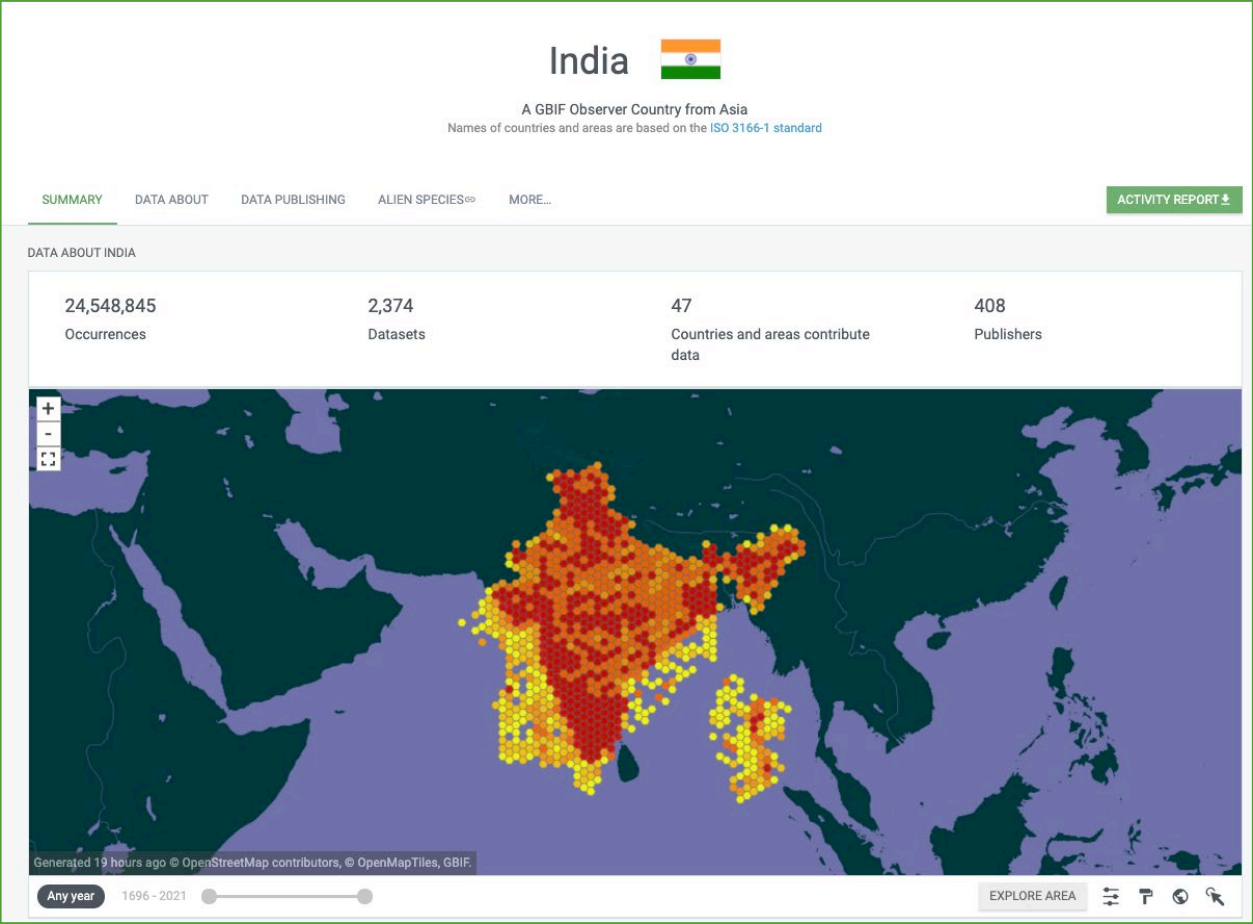 India
A GBIF Observer Country from Asia
Names of countries and areas are based on the ISO 3166-1 standard
SUMMARY DATA ABOUT DATA PUBLISHING ALIEN SPECIES MORE... ACTIVITY REPORT
DATA ABOUT INDIA
24,548,845 2,374 47 408
Occurrences Datasets Countries and areas contribute Publishers
data
+
-
Generated 19 hours ago © OpenStreetMap contributors, © OpenMapTiles, GBIF.
Any year 1696 - 2021 EXPLORE AREA